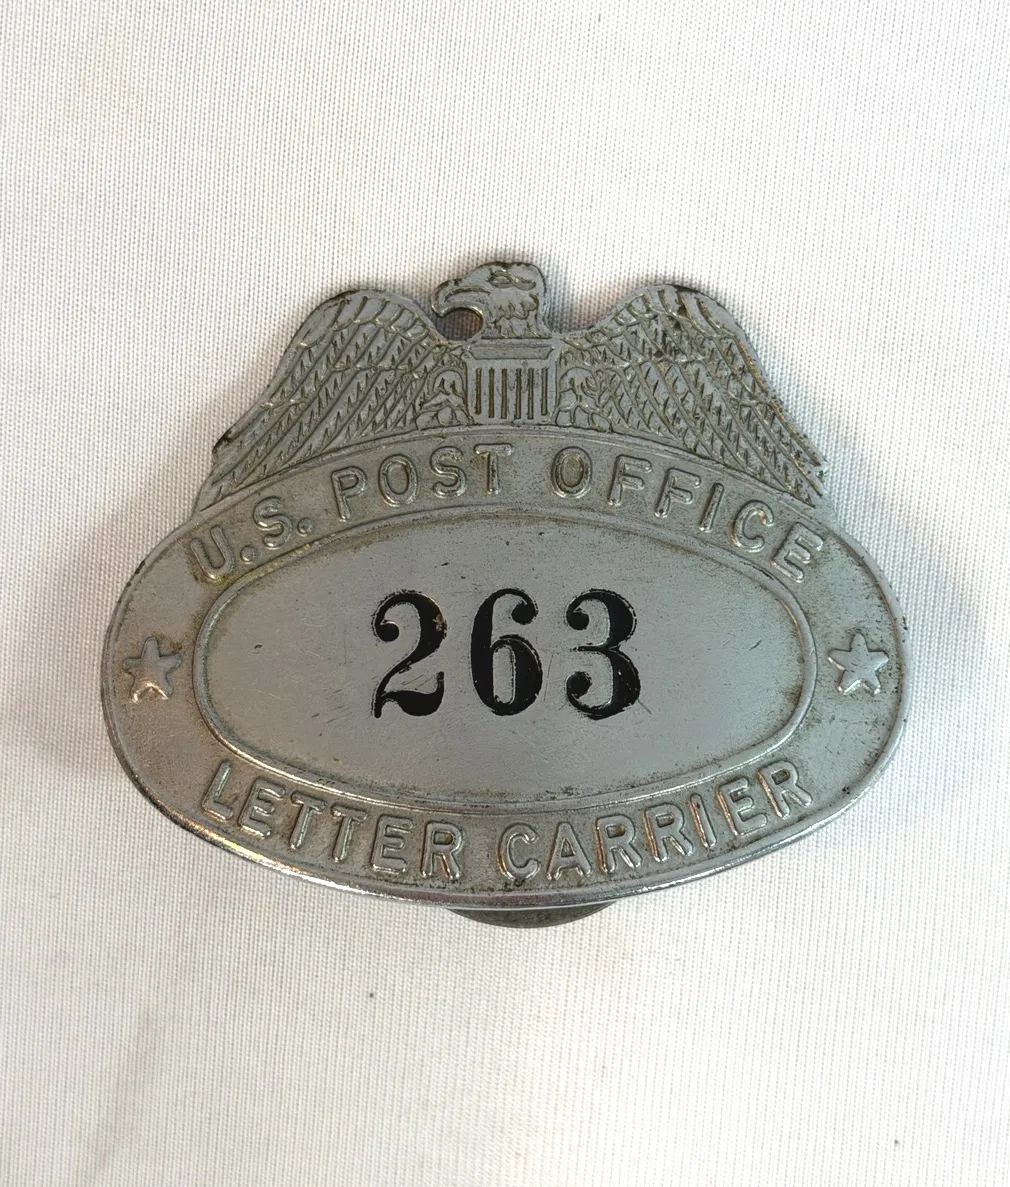 U.S. POST OFFICE
263
LETTER CARRIER